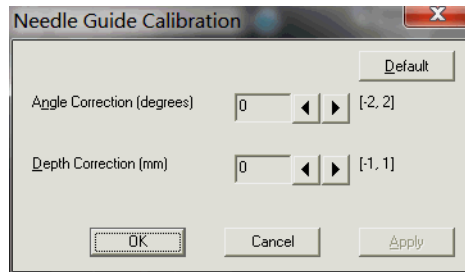 Needle Guide Calibration
Default
Angle Correction (degrees) 0 [-2, 2]
Depth Correction (mm) 0 [-1, 1]
OK Cancel Apply